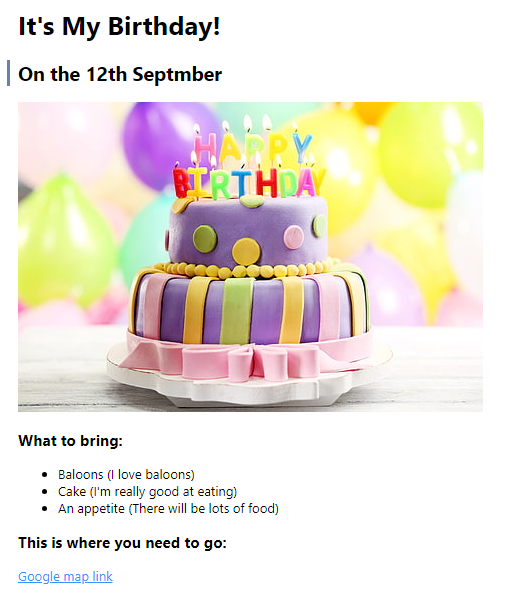 It's My Birthday!
On the 12th Septmber
HAPPY
BIRTHDAY
What to bring:
Baloons (I love baloons)
Cake (I'm really good at eating)
An appetite (There will be lots of food)
This is where you need to go:
Google map link